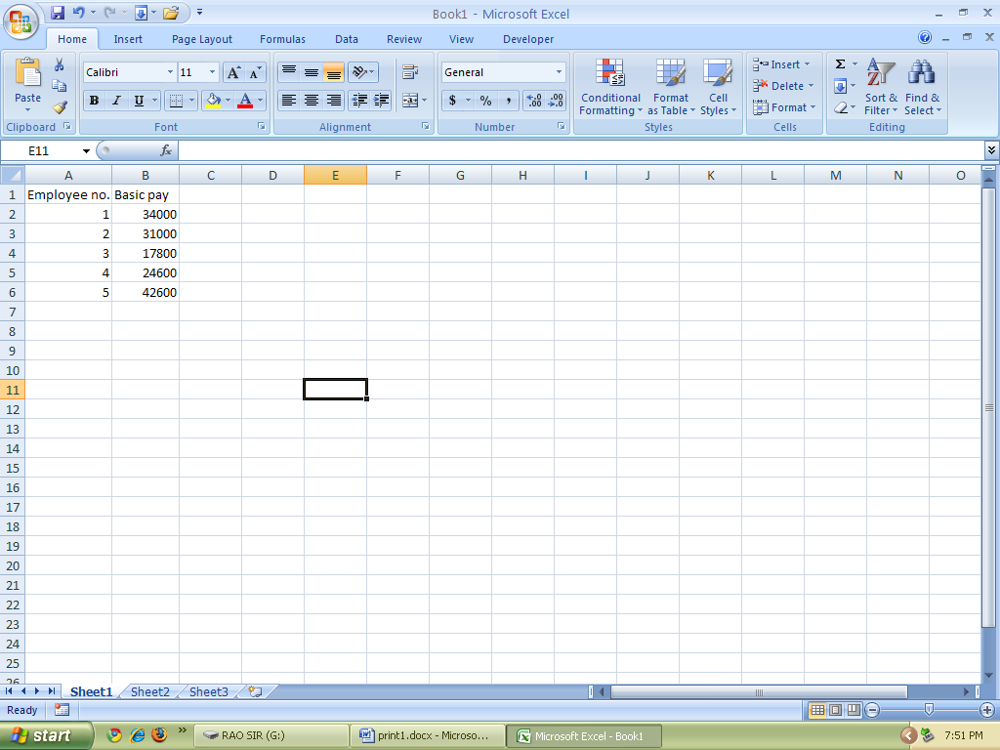 Book1 - Microsoft Excel
Home Insert Page Layout Formulas Data Review View Developer
Paste
Calibri 11
B I U
General
$ % ,
Conditional Formatting
Format as Table
Cell Styles
Insert
Delete
Format
Σ
Sort & Filter
Find & Select
Clipboard Font Alignment Number Styles Cells Editing
E11 fx
A B C D E F G H I J K L M N O
1 Employee no. Basic pay
2 1 34000
3 2 31000
4 3 17800
5 4 24600
6 5 42600
7
8
9
10
11
12
13
14
15
16
17
18
19
20
21
22
23
24
25
26
Sheet1 Sheet2 Sheet3
Ready
start RAO SIR (G:) print1.docx - Microso... Microsoft Excel - Book1 7:51 PM